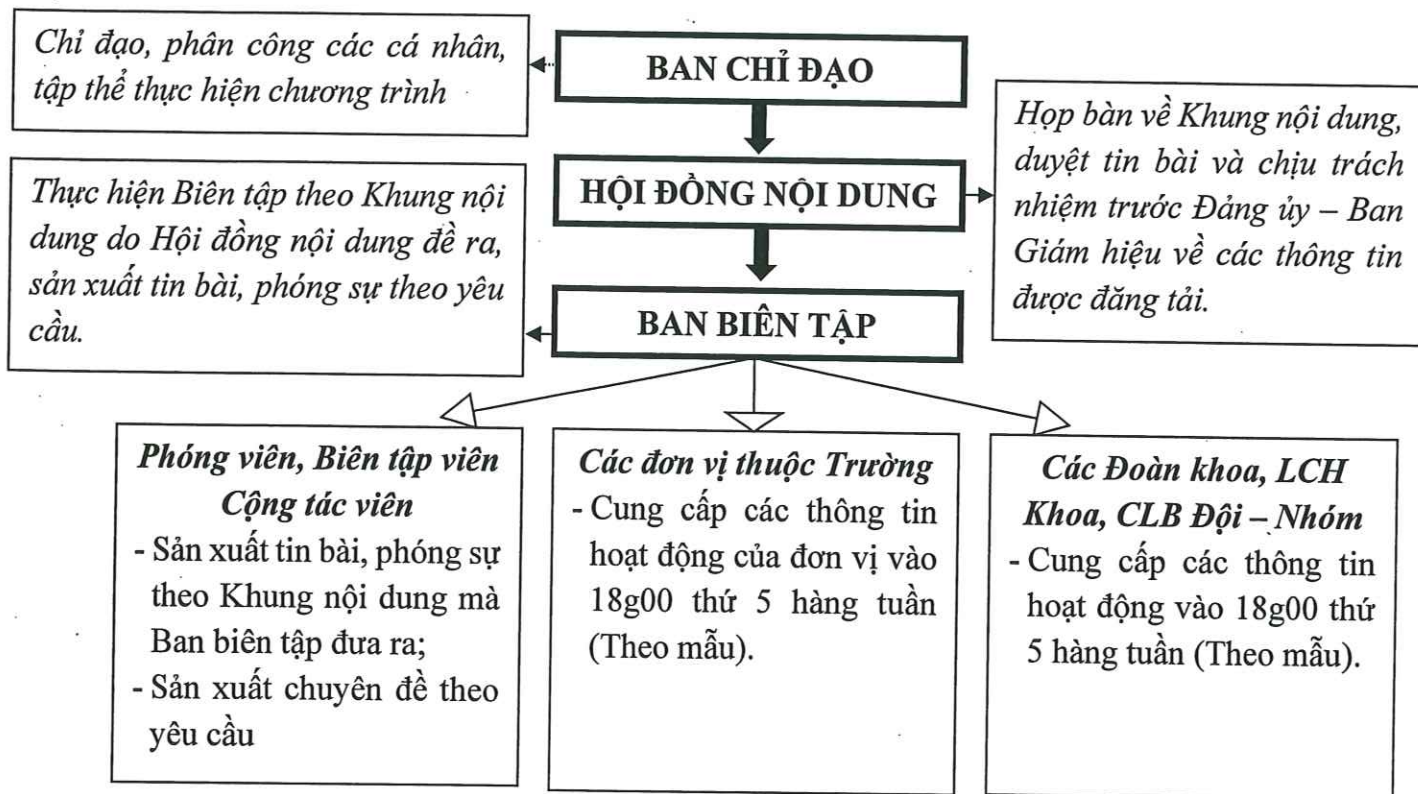 Chỉ đạo, phân công các cá nhân,
tập thể thực hiện chương trình
BAN CHỈ ĐẠO
Họp bàn về Khung nội dung,
duyệt tin bài và chịu trách
nhiệm trước Đảng ủy – Ban
Giám hiệu về các thông tin
được đăng tải.
HỘI ĐỒNG NỘI DUNG
Thực hiện Biên tập theo Khung nội
dung do Hội đồng nội dung đề ra,
sản xuất tin bài, phóng sự theo yêu
cầu.
BAN BIÊN TẬP
Phóng viên, Biên tập viên
Cộng tác viên
- Sản xuất tin bài, phóng sự
theo Khung nội dung mà
Ban biên tập đưa ra;
- Sản xuất chuyên đề theo
yêu cầu
Các đơn vị thuộc Trường
- Cung cấp các thông tin
hoạt động của đơn vị vào
18g00 thứ 5 hàng tuần
(Theo mẫu).
Các Đoàn khoa, LCH
Khoa, CLB Đội – Nhóm
- Cung cấp các thông tin
hoạt động vào 18g00 thứ
5 hàng tuần (Theo mẫu).